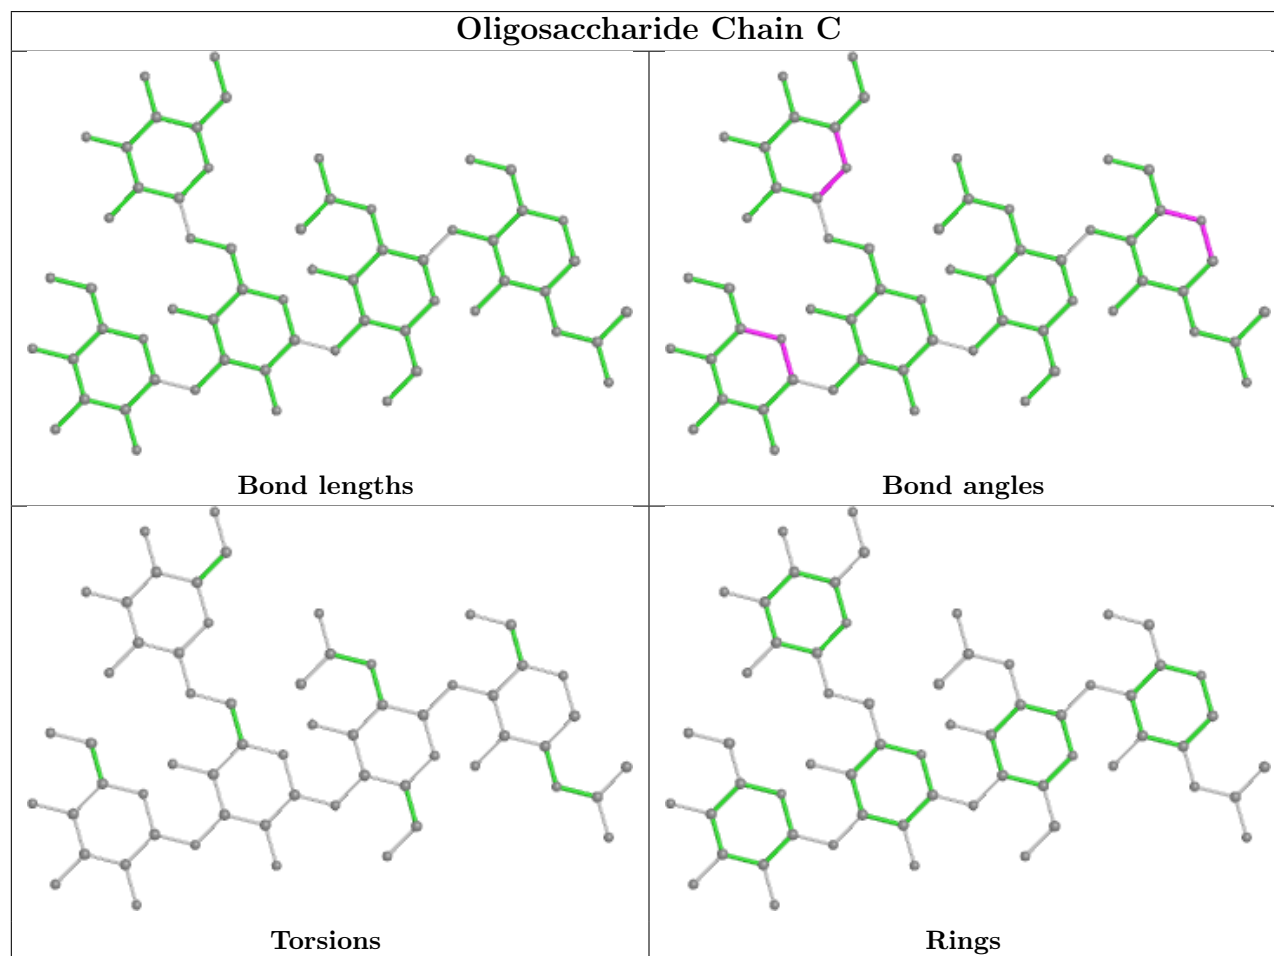 Oligosaccharide Chain C
Bond lengths
Bond angles
Torsions
Rings